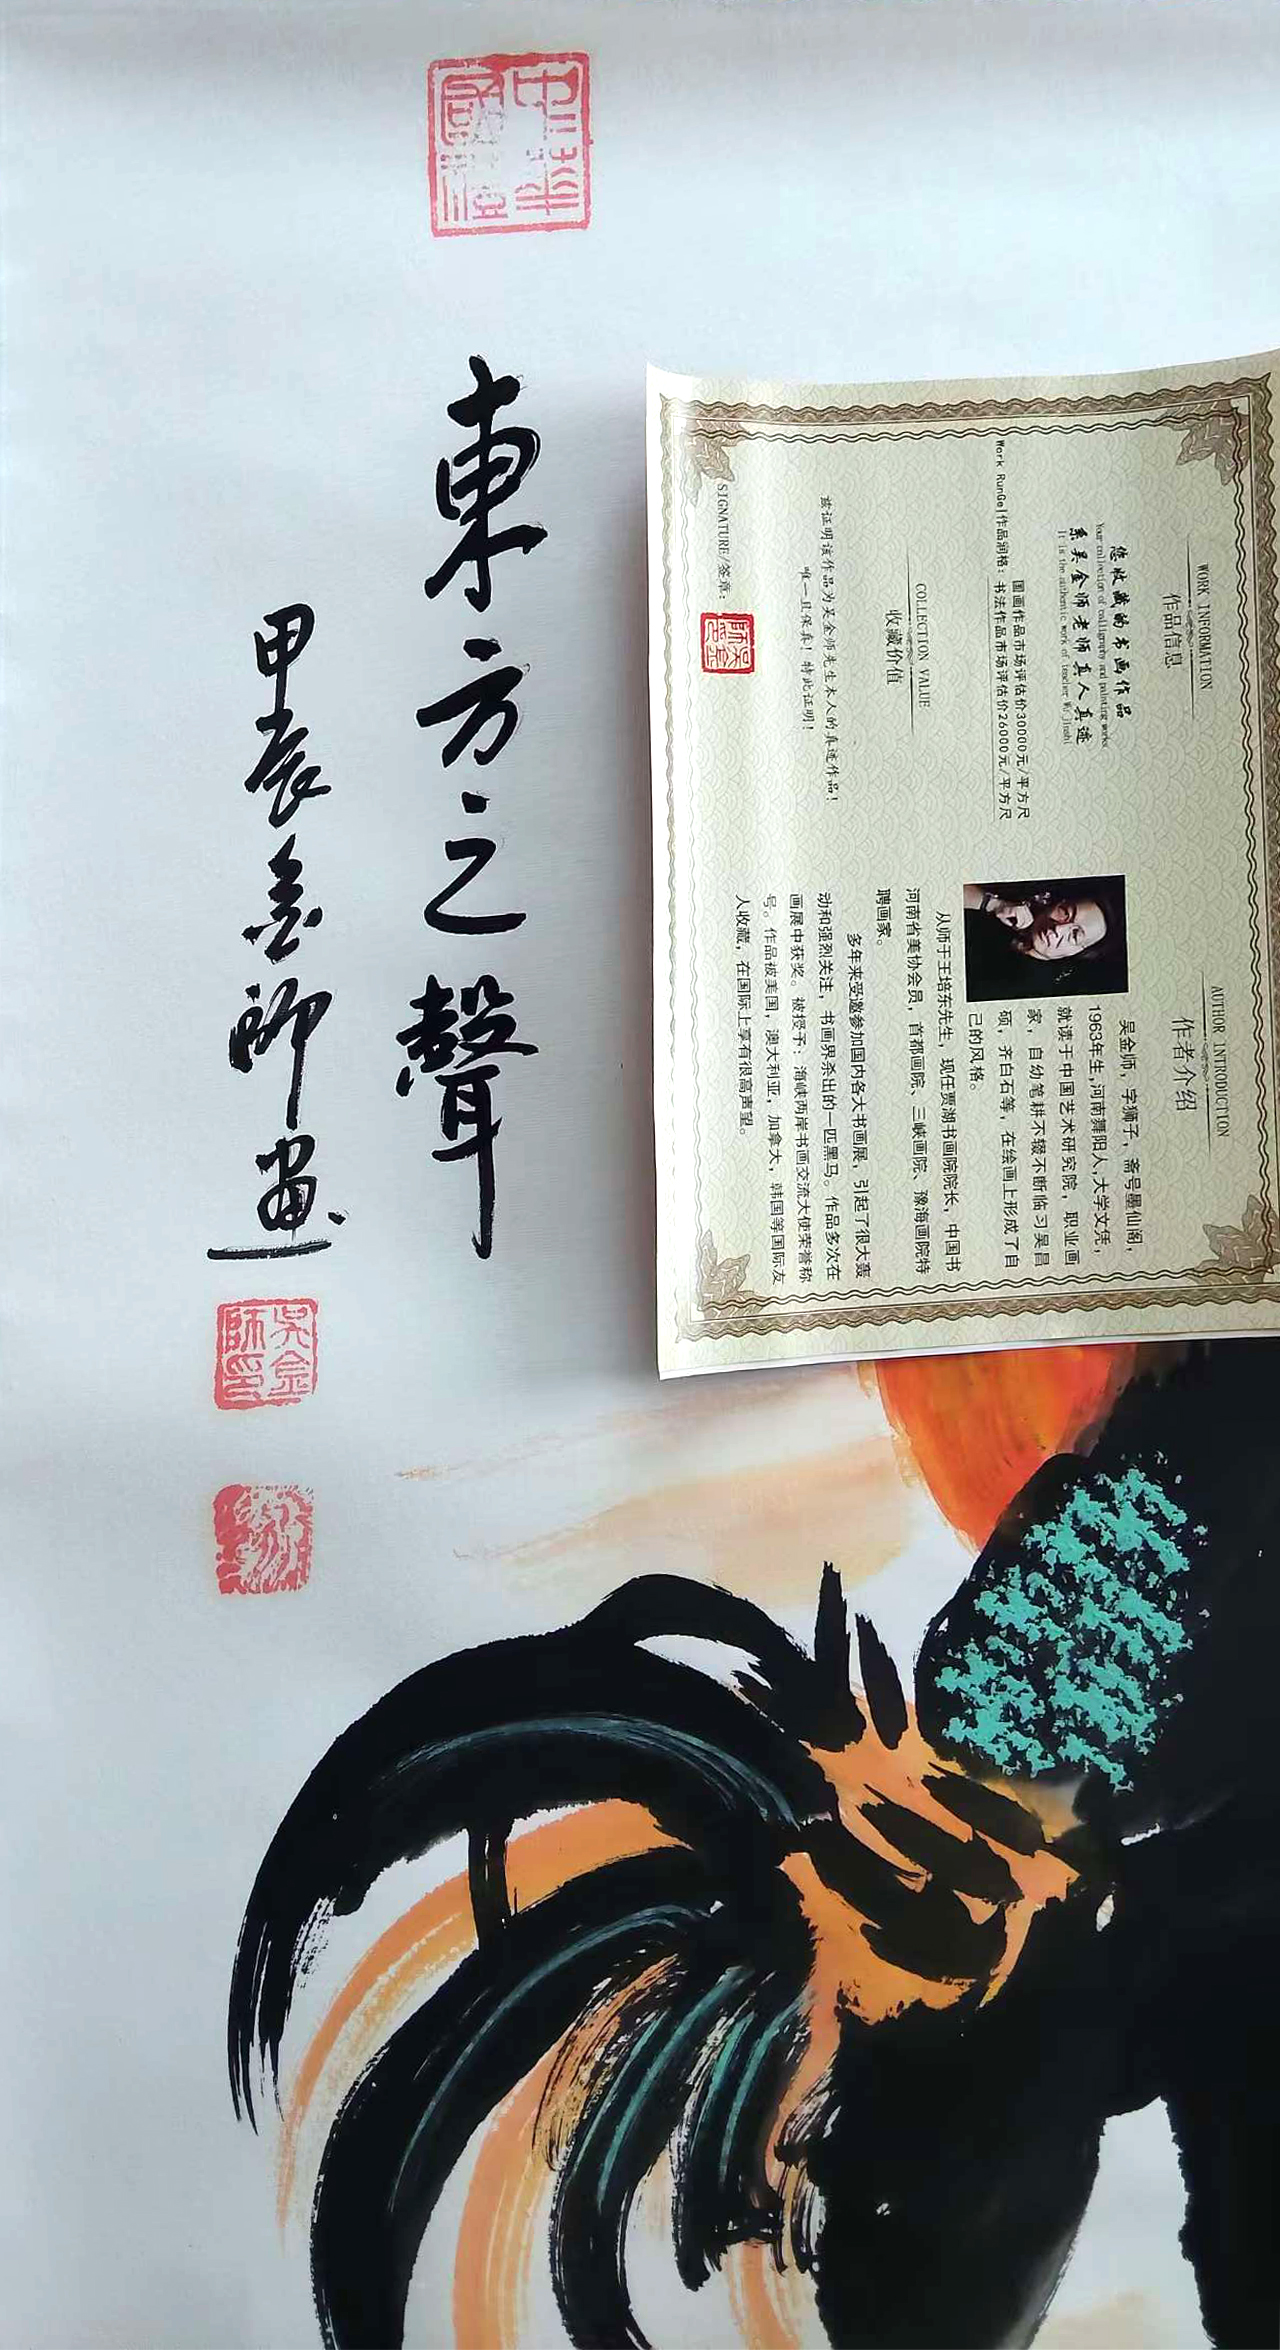 中華
國禮
東方之聲
甲辰金師畫
吳金
師印
WORK INFORMATION
作品信息
您收藏的书画作品
Your collection of calligraphy and painting works
系吴金师老师真人真迹
It is the authentic work of teacher Wu Jinshi
国画作品市场评估价30000元/平方尺
Work RunGe|作品润格：书法作品市场评估价26000元/平方尺
COLLECTION VALUE
收藏价值
兹证明该作品为吴金师先生本人的真迹作品！
唯一且保真！特此证明！
SIGNATURE/签章：
吳金
師印
AUTHOR INTRODUCTION
作者介绍
吴金师，字狮子，斋号墨仙阁，
1963年生,河南舞阳人,大学文凭，
就读于中国艺术研究院，职业画
家，自幼笔耕不辍不断临习吴昌
硕，齐白石等，在绘画上形成了自
己的风格。
从师于王培东先生，现任贾湖书画院院长，中国书
河南省美协会员，首都画院、三峡画院、豫海画院特
聘画家。
多年来受邀参加国内各大书画展，引起了很大轰
动和强烈关注，书画界杀出的一匹黑马。作品多次在
画展中获奖。被授予：海峡两岸书画交流大使荣誉称
号。作品被美国，澳大利亚，加拿大，韩国等国际友
人收藏，在国际上享有很高声望。